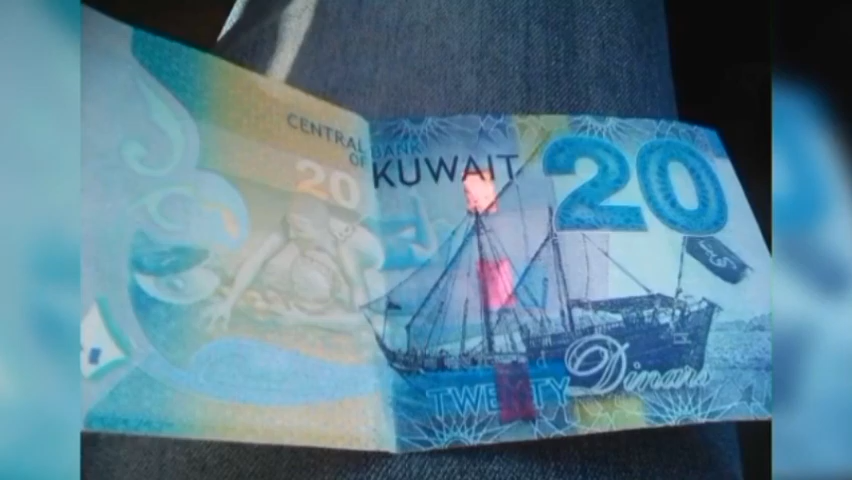 CENTRAL BANK
OF KUWAIT
20
20
TWENTY Dinars